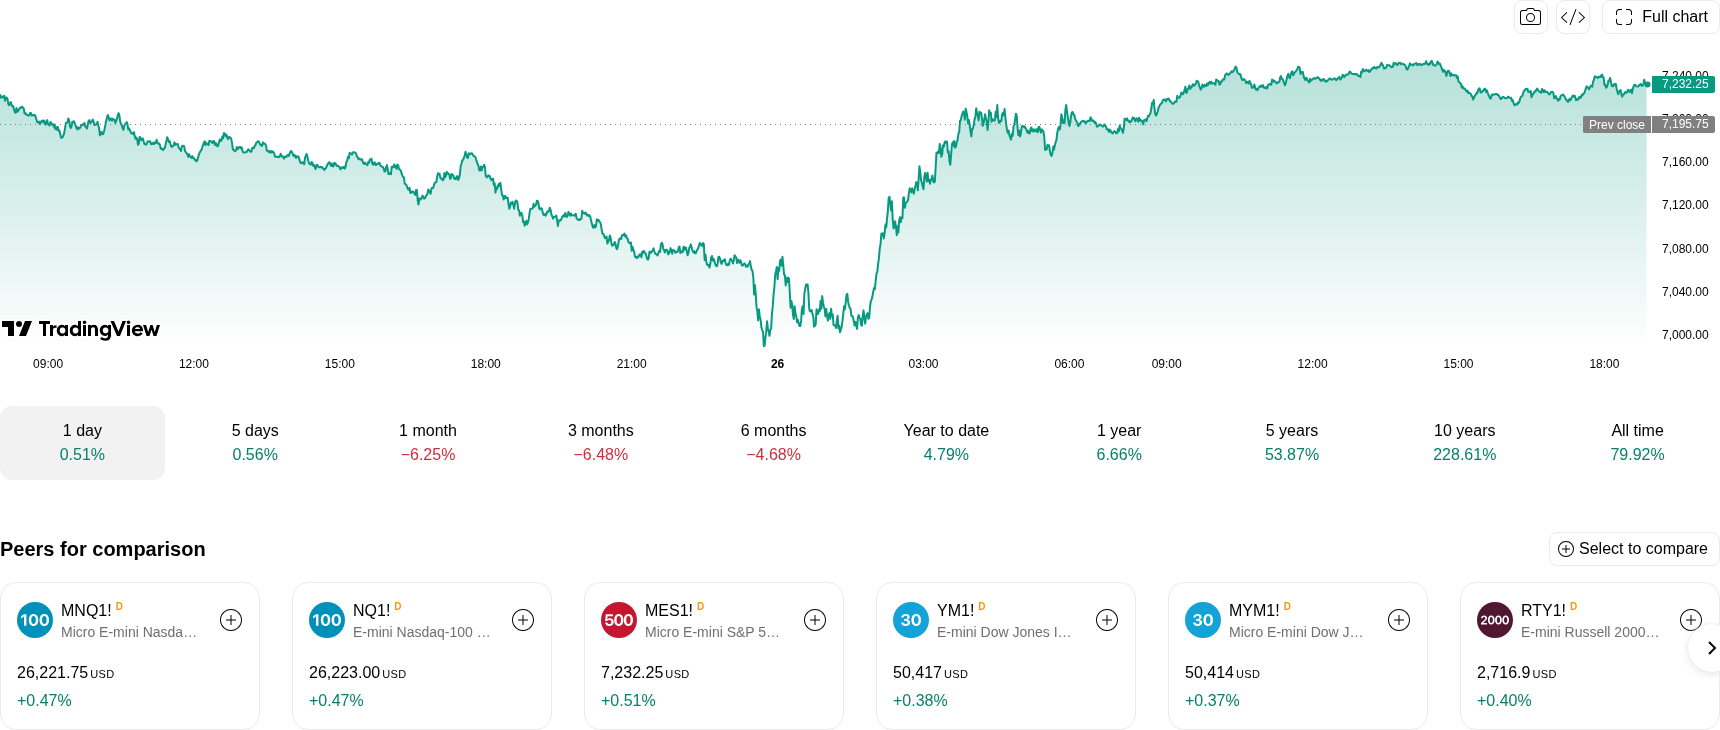 Full chart
7,240.00
7,232.25
Prev close 7,195.75
7,160.00
7,120.00
7,080.00
7,040.00
7,000.00
TradingView
09:00 12:00 15:00 18:00 21:00 26 03:00 06:00 09:00 12:00 15:00 18:00
1 day 5 days 1 month 3 months 6 months Year to date 1 year 5 years 10 years All time
0.51% 0.56% −6.25% −6.48% −4.68% 4.79% 6.66% 53.87% 228.61% 79.92%
Peers for comparison
Select to compare
100 MNQ1! D
Micro E-mini Nasda…
26,221.75 USD
+0.47%
100 NQ1! D
E-mini Nasdaq-100 …
26,223.00 USD
+0.47%
500 MES1! D
Micro E-mini S&P 5…
7,232.25 USD
+0.51%
30 YM1! D
E-mini Dow Jones I…
50,417 USD
+0.38%
30 MYM1! D
Micro E-mini Dow J…
50,414 USD
+0.37%
2000 RTY1! D
E-mini Russell 2000…
2,716.9 USD
+0.40%